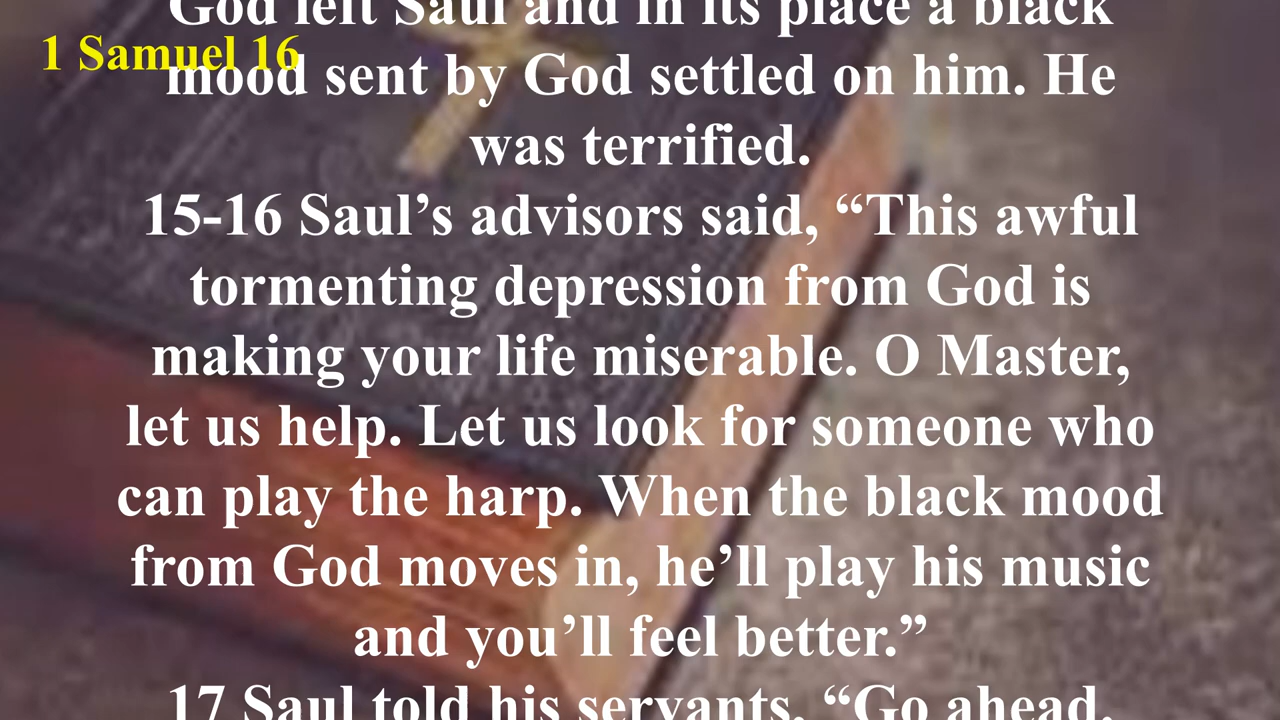 God left Saul and in its place a black
1 Samuel 16
mood sent by God settled on him. He
was terrified.
15-16 Saul’s advisors said, “This awful
tormenting depression from God is
making your life miserable. O Master,
let us help. Let us look for someone who
can play the harp. When the black mood
from God moves in, he’ll play his music
and you’ll feel better.”
17 Saul told his servants, “Go ahead.